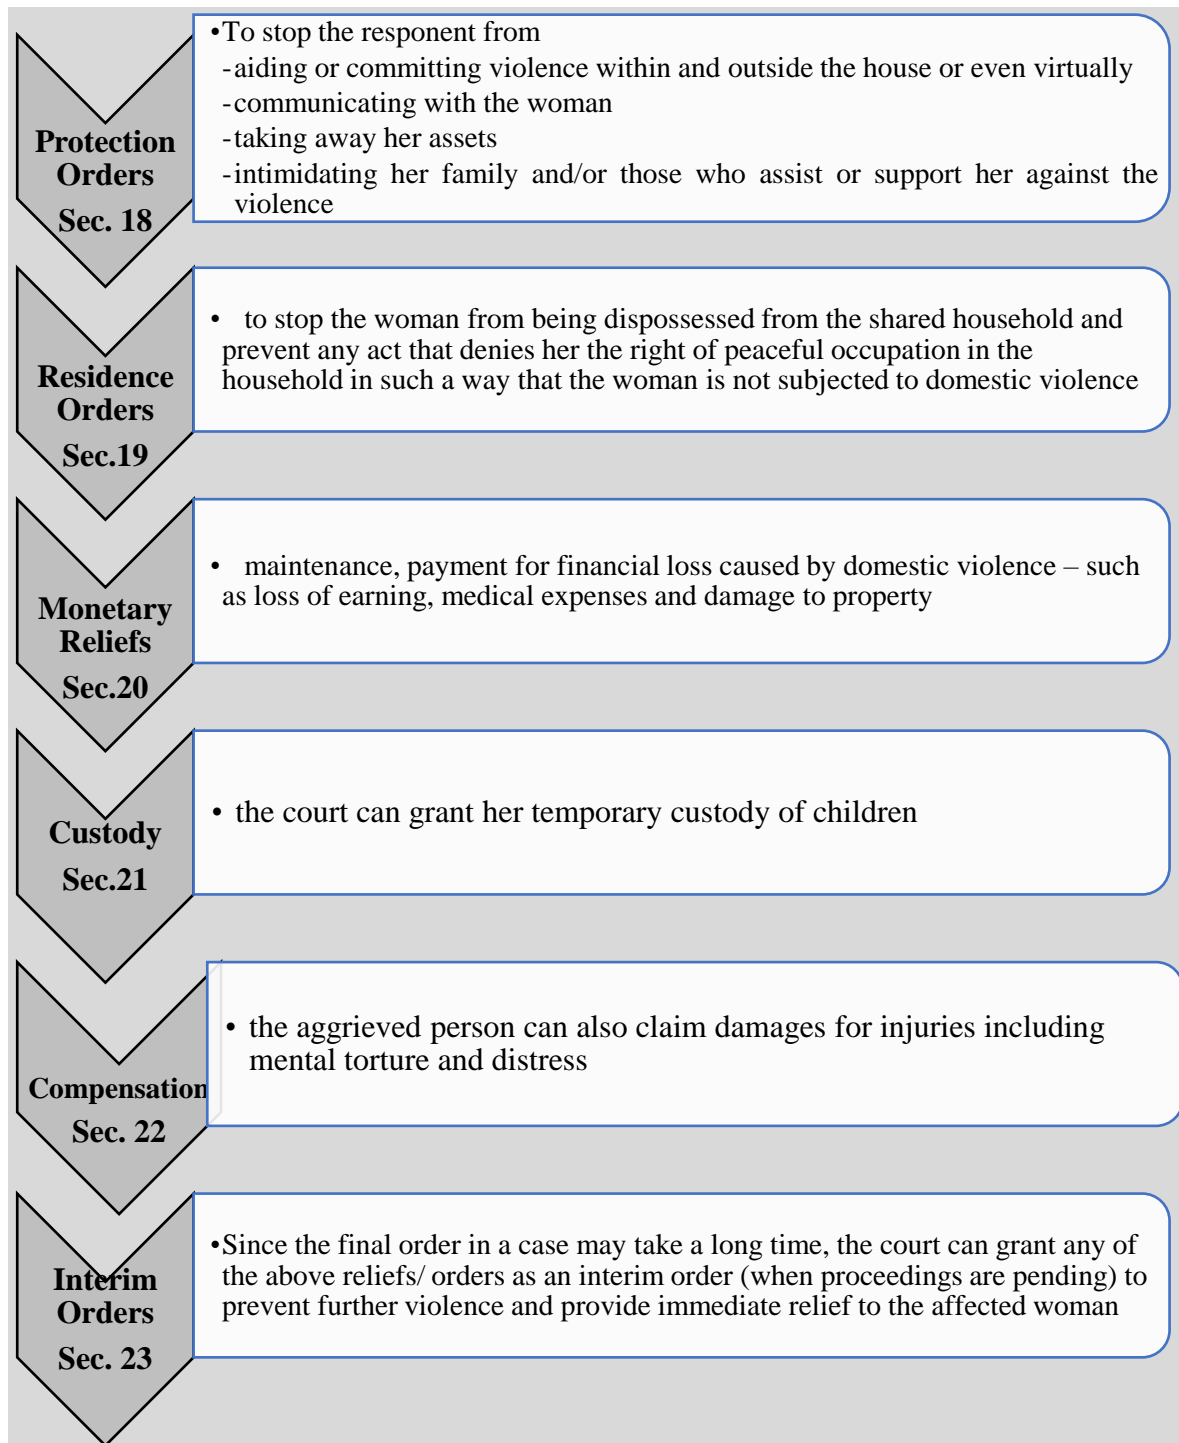 Protection
Orders
Sec. 18
•To stop the responent from
-aiding or committing violence within and outside the house or even virtually
-communicating with the woman
-taking away her assets
-intimidating her family and/or those who assist or support her against the
violence
Residence
Orders
Sec.19
• to stop the woman from being dispossessed from the shared household and
prevent any act that denies her the right of peaceful occupation in the
household in such a way that the woman is not subjected to domestic violence
Monetary
Reliefs
Sec.20
• maintenance, payment for financial loss caused by domestic violence – such
as loss of earning, medical expenses and damage to property
Custody
Sec.21
• the court can grant her temporary custody of children
Compensation
Sec. 22
• the aggrieved person can also claim damages for injuries including
mental torture and distress
Interim
Orders
Sec. 23
•Since the final order in a case may take a long time, the court can grant any of
the above reliefs/ orders as an interim order (when proceedings are pending) to
prevent further violence and provide immediate relief to the affected woman